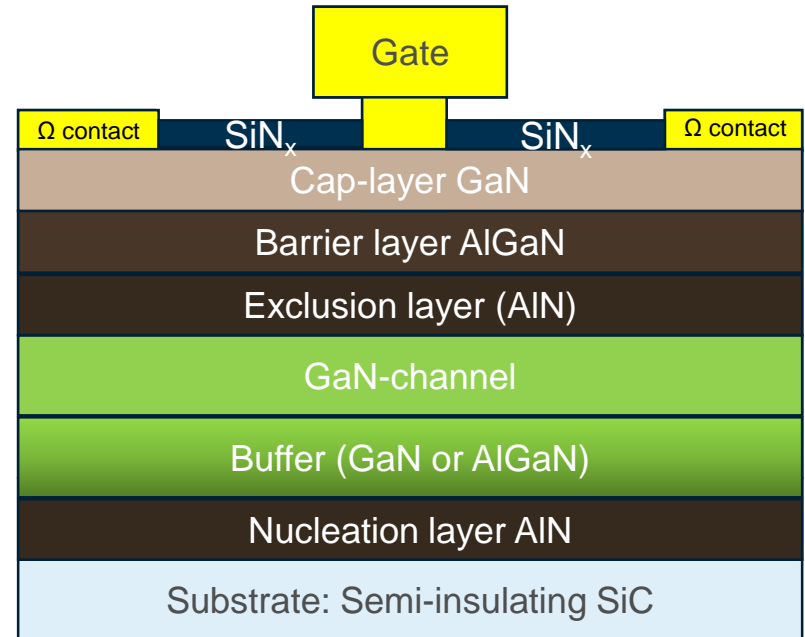 Gate
Ω contact
SiNₓ
SiNₓ
Ω contact
Cap-layer GaN
Barrier layer AlGaN
Exclusion layer (AlN)
GaN-channel
Buffer (GaN or AlGaN)
Nucleation layer AlN
Substrate: Semi-insulating SiC